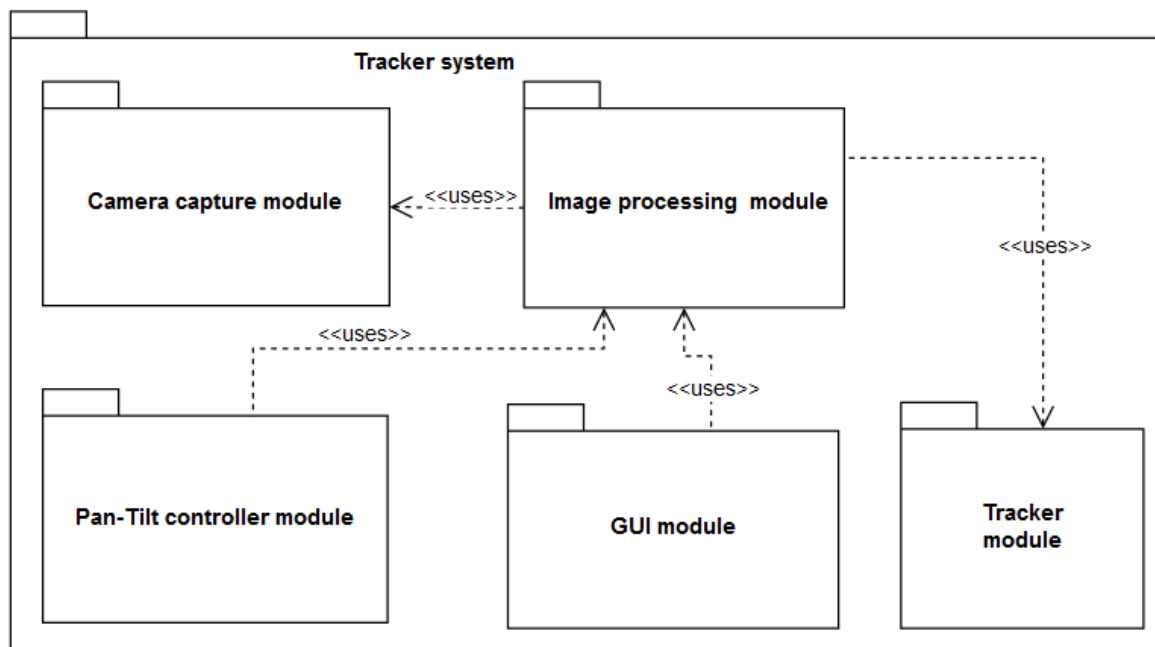 Tracker system
Camera capture module
<<uses>>
Image processing  module
<<uses>>
<<uses>>
<<uses>>
Pan-Tilt controller module
GUI module
Tracker
module